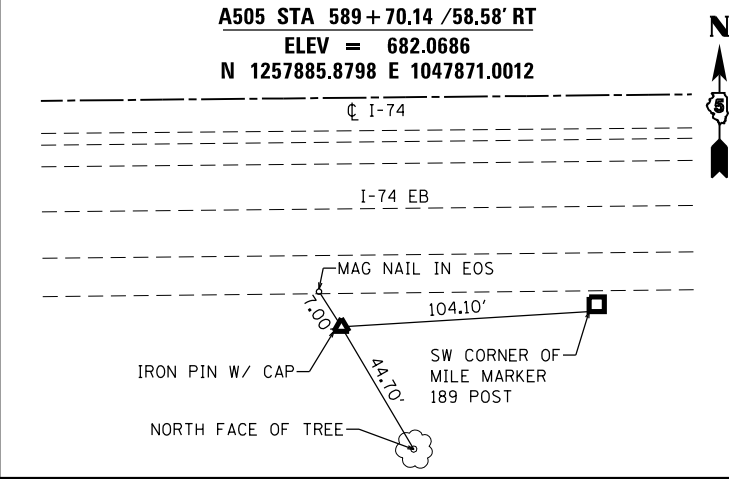 A505 STA 589+70.14 /58.58' RT
ELEV = 682.0686
N 1257885.8798 E 1047871.0012
N
5
℄ I-74
I-74 EB
MAG NAIL IN EOS
7.00'
104.10'
IRON PIN W/ CAP
44.70'
SW CORNER OF
MILE MARKER
189 POST
NORTH FACE OF TREE